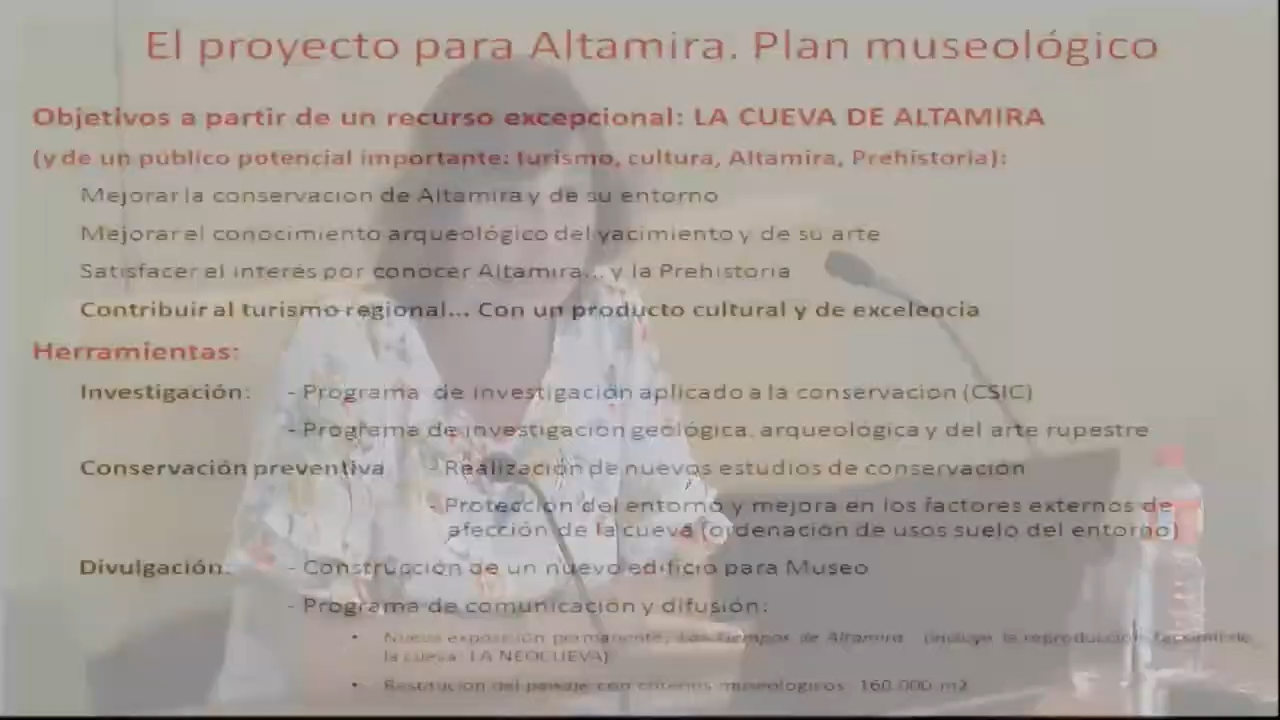 El proyecto para Altamira. Plan museológico
Objetivos a partir de un recurso excepcional: LA CUEVA DE ALTAMIRA
(y de un público potencial importante: turismo, cultura, Altamira, Prehistoria):
Mejorar la conservación de Altamira y de su entorno
Mejorar el conocimiento arqueológico del yacimiento y de su arte
Satisfacer el interés por conocer Altamira... y la Prehistoria
Contribuir al turismo regional... Con un producto cultural y de excelencia
Herramientas:
Investigación: - Programa de investigación aplicado a la conservación (CSIC)
- Programa de investigación geológica, arqueológica y del arte rupestre
Conservación preventiva - Realización de nuevos estudios de conservación
- Protección del entorno y mejora en los factores externos de
afección de la cueva (ordenación de usos suelo del entorno)
Divulgación: - Construcción de un nuevo edificio para Museo
- Programa de comunicación y difusión:
• Nueva exposición permanente, Los tiempos de Altamira (incluye la reproducción facsímil de
la cueva: LA NEOCUEVA)
• Restitución del paisaje con criterios museológicos: 160.000 m2